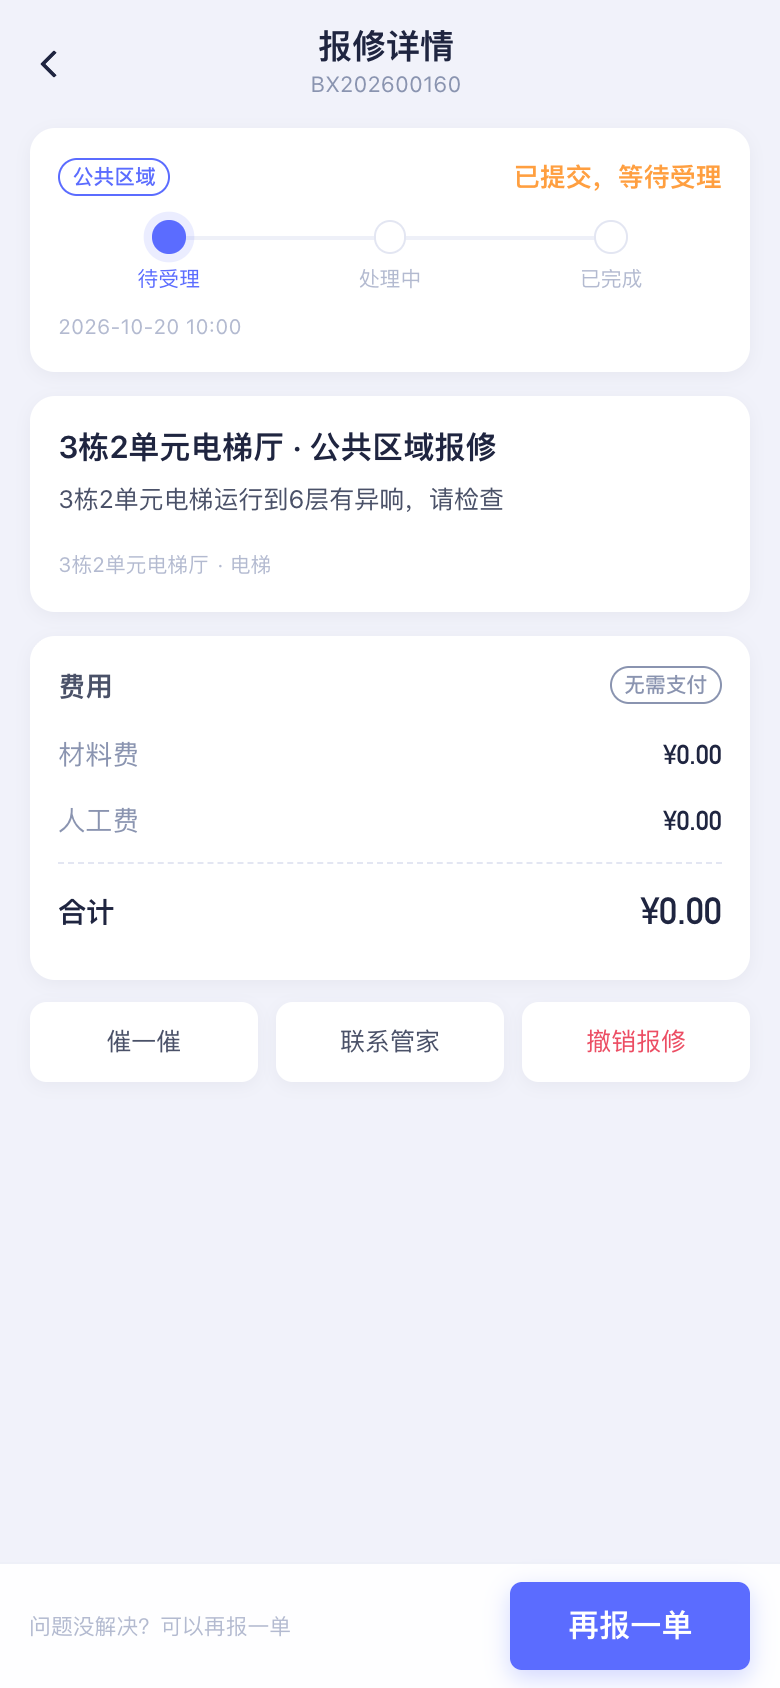 报修详情
BX202600160
公共区域
已提交，等待受理
待受理
处理中
已完成
2026-10-20 10:00
3栋2单元电梯厅 · 公共区域报修
3栋2单元电梯运行到6层有异响，请检查
3栋2单元电梯厅 · 电梯
费用
无需支付
材料费
¥0.00
人工费
¥0.00
合计
¥0.00
催一催
联系管家
撤销报修
问题没解决？可以再报一单
再报一单